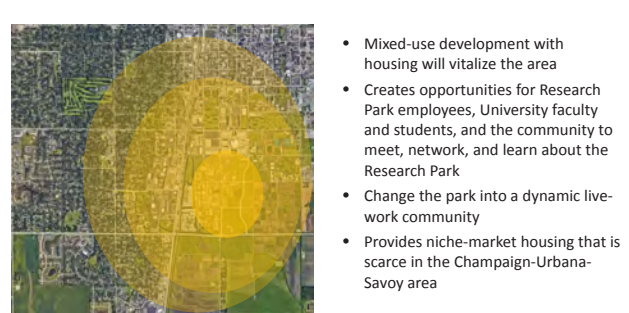 • Mixed-use development with
housing will vitalize the area
• Creates opportunities for Research
Park employees, University faculty
and students, and the community to
meet, network, and learn about the
Research Park
• Change the park into a dynamic live-
work community
• Provides niche-market housing that is
scarce in the Champaign-Urbana-
Savoy area